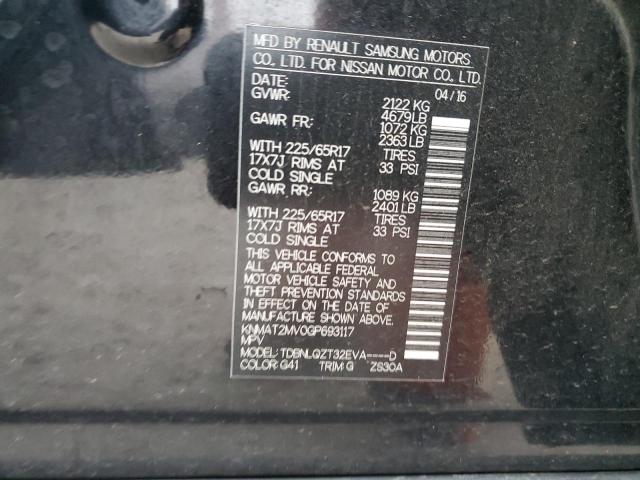 MFD BY RENAULT SAMSUNG MOTORS
CO., LTD. FOR NISSAN MOTOR CO., LTD.
DATE: 04/16
GVWR: 2122 KG
4679 LB
GAWR FR: 1072 KG
2363 LB
WITH 225/65R17 TIRES
17X7J RIMS AT 33 PSI
COLD SINGLE
GAWR RR: 1089 KG
2401 LB
WITH 225/65R17 TIRES
17X7J RIMS AT 33 PSI
COLD SINGLE
THIS VEHICLE CONFORMS TO
ALL APPLICABLE FEDERAL
MOTOR VEHICLE SAFETY AND
THEFT PREVENTION STANDARDS
IN EFFECT ON THE DATE OF
MANUFACTURE SHOWN ABOVE.
KNMAT2MV0GP693117
MPV
MODEL: TDBNLQZT32EVA----D
COLOR: G41 TRIM: G ZS30A